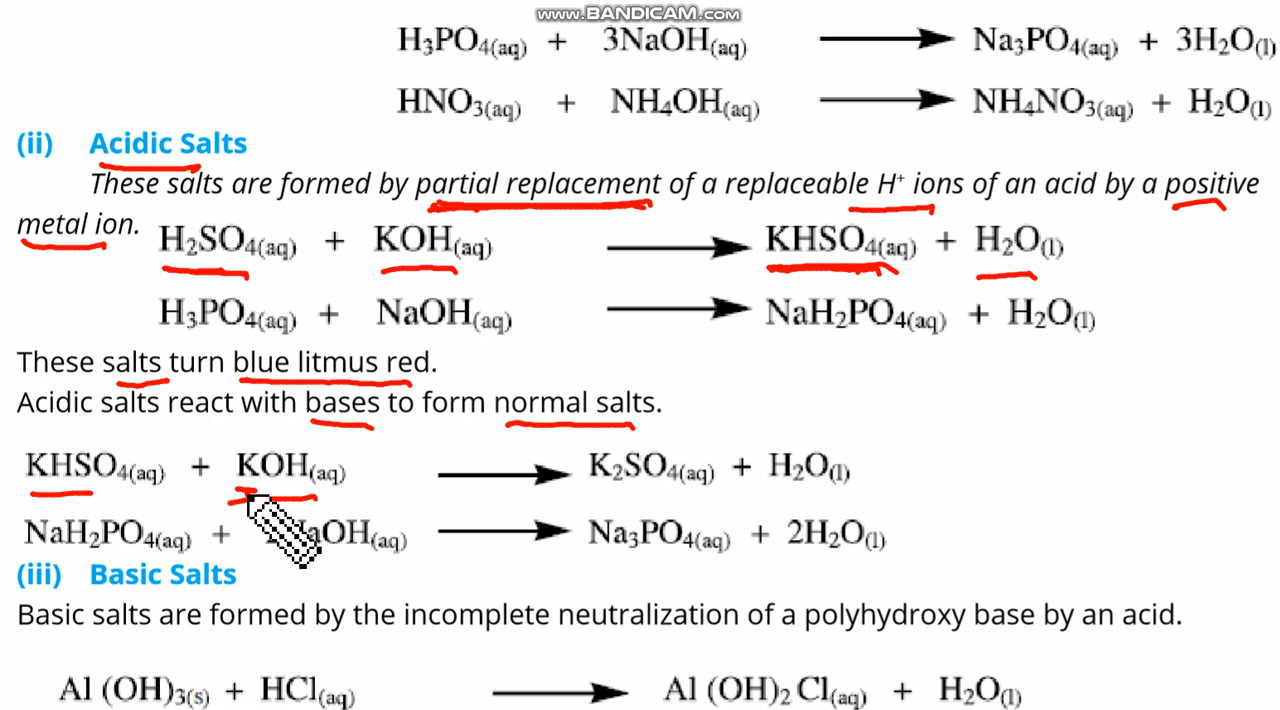 www.BANDICAM.com
H₃PO₄(aq) + 3NaOH(aq) ⟶ Na₃PO₄(aq) + 3H₂O(l)
HNO₃(aq) + NH₄OH(aq) ⟶ NH₄NO₃(aq) + H₂O(l)
(ii) Acidic Salts
These salts are formed by partial replacement of a replaceable H⁺ ions of an acid by a positive
metal ion.
H₂SO₄(aq) + KOH(aq) ⟶ KHSO₄(aq) + H₂O(l)
H₃PO₄(aq) + NaOH(aq) ⟶ NaH₂PO₄(aq) + H₂O(l)
These salts turn blue litmus red.
Acidic salts react with bases to form normal salts.
KHSO₄(aq) + KOH(aq) ⟶ K₂SO₄(aq) + H₂O(l)
NaH₂PO₄(aq) + aOH(aq) ⟶ Na₃PO₄(aq) + 2H₂O(l)
(iii) Basic Salts
Basic salts are formed by the incomplete neutralization of a polyhydroxy base by an acid.
Al (OH)₃(s) + HCl(aq) ⟶ Al (OH)₂ Cl(aq) + H₂O(l)